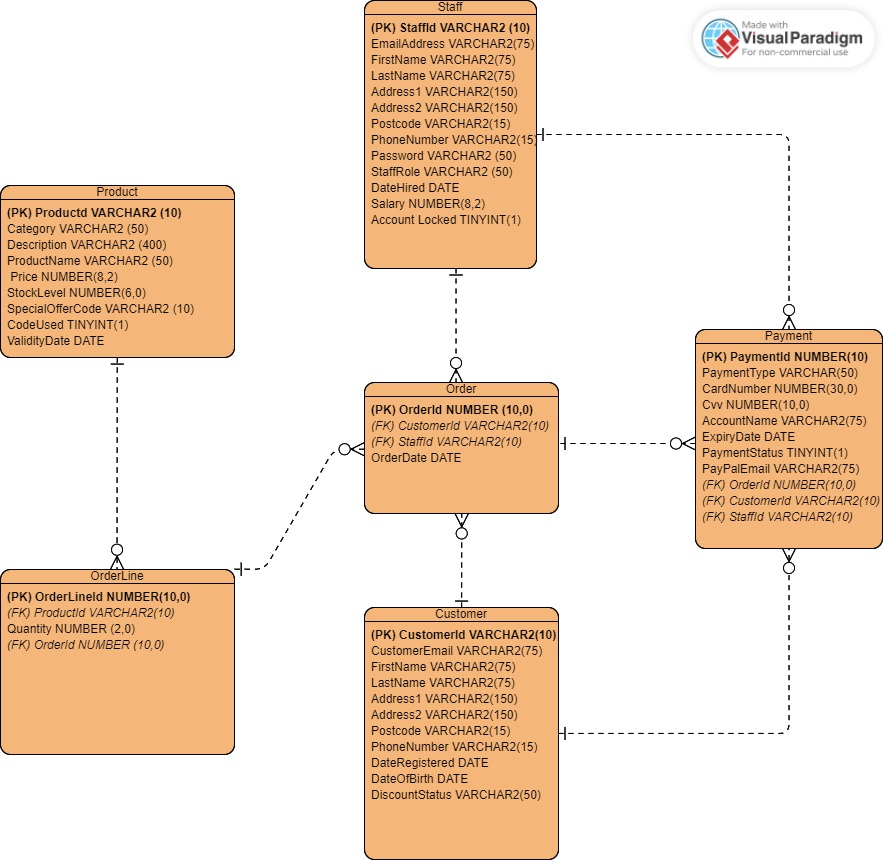 Staff
(PK) StaffId VARCHAR2 (10)
EmailAddress VARCHAR2(75)
FirstName VARCHAR2(75)
LastName VARCHAR2(75)
Address1 VARCHAR2(150)
Address2 VARCHAR2(150)
Postcode VARCHAR2(15)
PhoneNumber VARCHAR2(15)
Password VARCHAR2 (50)
StaffRole VARCHAR2 (50)
DateHired DATE
Salary NUMBER(8,2)
Account Locked TINYINT(1)
Made with
Visual Paradigm
For non-commercial use
Product
(PK) Productd VARCHAR2 (10)
Category VARCHAR2 (50)
Description VARCHAR2 (400)
ProductName VARCHAR2 (50)
Price NUMBER(8,2)
StockLevel NUMBER(6,0)
SpecialOfferCode VARCHAR2 (10)
CodeUsed TINYINT(1)
ValidityDate DATE
Payment
(PK) PaymentId NUMBER(10)
PaymentType VARCHAR(50)
CardNumber NUMBER(30,0)
Cvv NUMBER(10,0)
AccountName VARCHAR2(75)
ExpiryDate DATE
PaymentStatus TINYINT(1)
PayPalEmail VARCHAR2(75)
(FK) OrderId NUMBER(10,0)
(FK) CustomerId VARCHAR2(10)
(FK) StaffId VARCHAR2(10)
Order
(PK) OrderId NUMBER (10,0)
(FK) CustomerId VARCHAR2(10)
(FK) StaffId VARCHAR2(10)
OrderDate DATE
OrderLine
(PK) OrderLineId NUMBER(10,0)
(FK) ProductId VARCHAR2(10)
Quantity NUMBER (2,0)
(FK) OrderId NUMBER (10,0)
Customer
(PK) CustomerId VARCHAR2(10)
CustomerEmail VARCHAR2(75)
FirstName VARCHAR2(75)
LastName VARCHAR2(75)
Address1 VARCHAR2(150)
Address2 VARCHAR2(150)
Postcode VARCHAR2(15)
PhoneNumber VARCHAR2(15)
DateRegistered DATE
DateOfBirth DATE
DiscountStatus VARCHAR2(50)